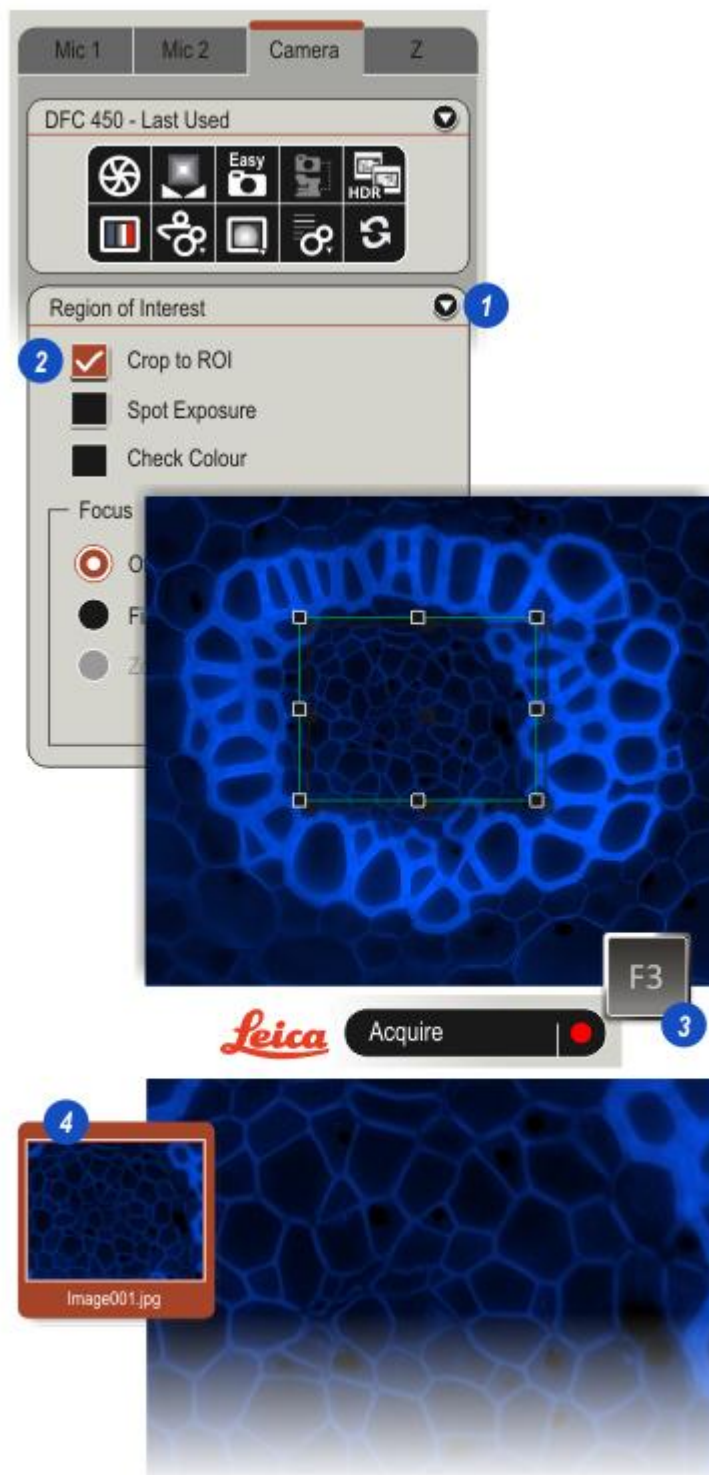 Mic 1 Mic 2 Camera Z
DFC 450 - Last Used
Easy
HDR
Region of Interest 1
2 Crop to ROI
Spot Exposure
Check Colour
Focus
F3
Leica Acquire 3
4
Image001.jpg